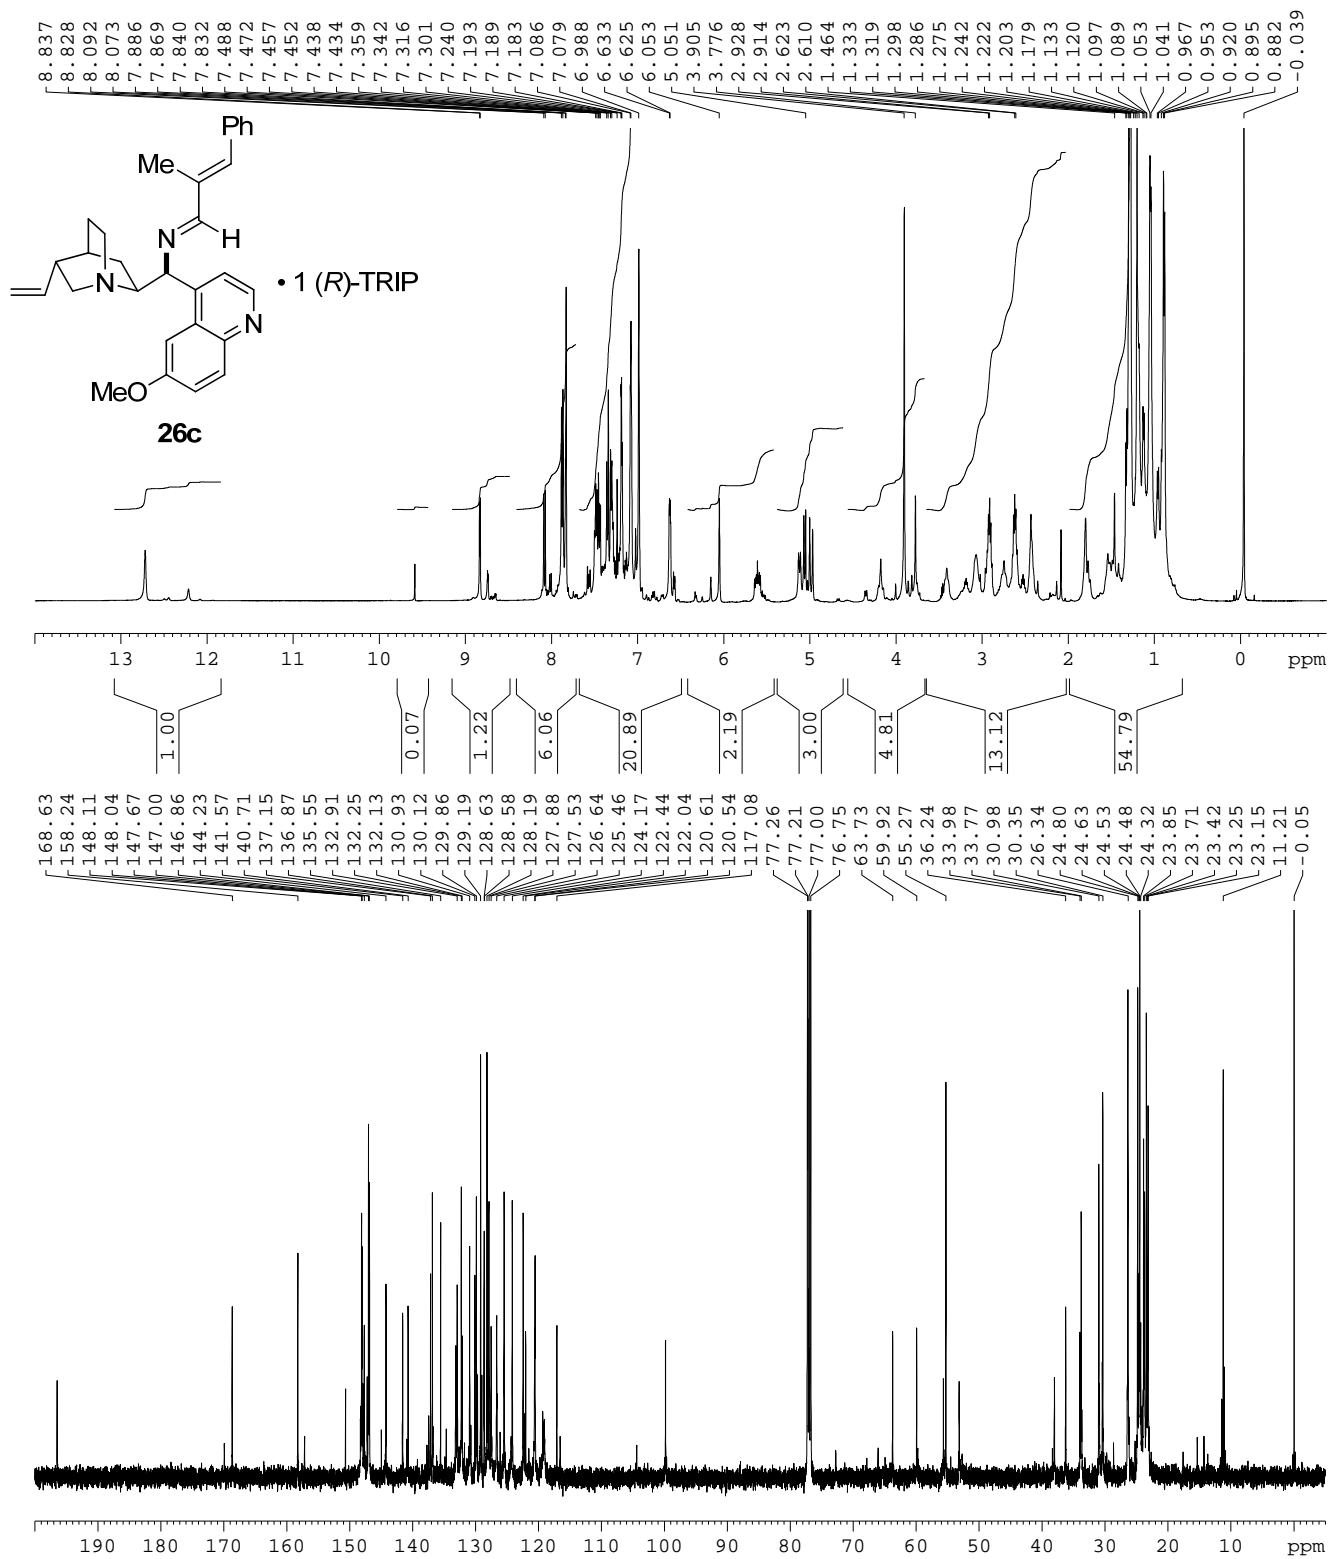 8.837 8.828 8.092 8.073 7.886 7.869 7.840 7.832 7.488 7.472 7.457 7.452 7.438 7.434 7.359 7.342 7.316 7.301 7.240 7.193 7.189 7.183 7.086 7.079 6.988 6.633 6.625 6.053 5.051 3.905 3.776 2.928 2.914 2.623 2.610 1.464 1.333 1.319 1.298 1.286 1.275 1.242 1.222 1.203 1.179 1.133 1.120 1.097 1.089 1.053 1.041 0.967 0.953 0.920 0.895 0.882 -0.039
Ph
Me
N
H
N
• 1 (R)-TRIP
N
MeO
26c
13 12 11 10 9 8 7 6 5 4 3 2 1 0 ppm
1.00 0.07 1.22 6.06 20.89 2.19 3.00 4.81 13.12 54.79
168.63 158.24 148.11 148.04 147.67 147.00 146.86 144.23 141.57 140.71 137.15 136.87 135.55 132.91 132.25 132.13 130.93 130.12 129.86 129.19 128.63 128.58 128.19 127.88 127.53 126.64 125.46 124.17 122.44 122.04 120.61 120.54 117.08 77.26 77.21 77.00 76.75 63.73 59.92 55.27 36.24 33.98 33.77 30.98 30.35 26.34 24.80 24.63 24.53 24.48 24.32 23.85 23.71 23.42 23.25 23.15 11.21 -0.05
190 180 170 160 150 140 130 120 110 100 90 80 70 60 50 40 30 20 10 ppm